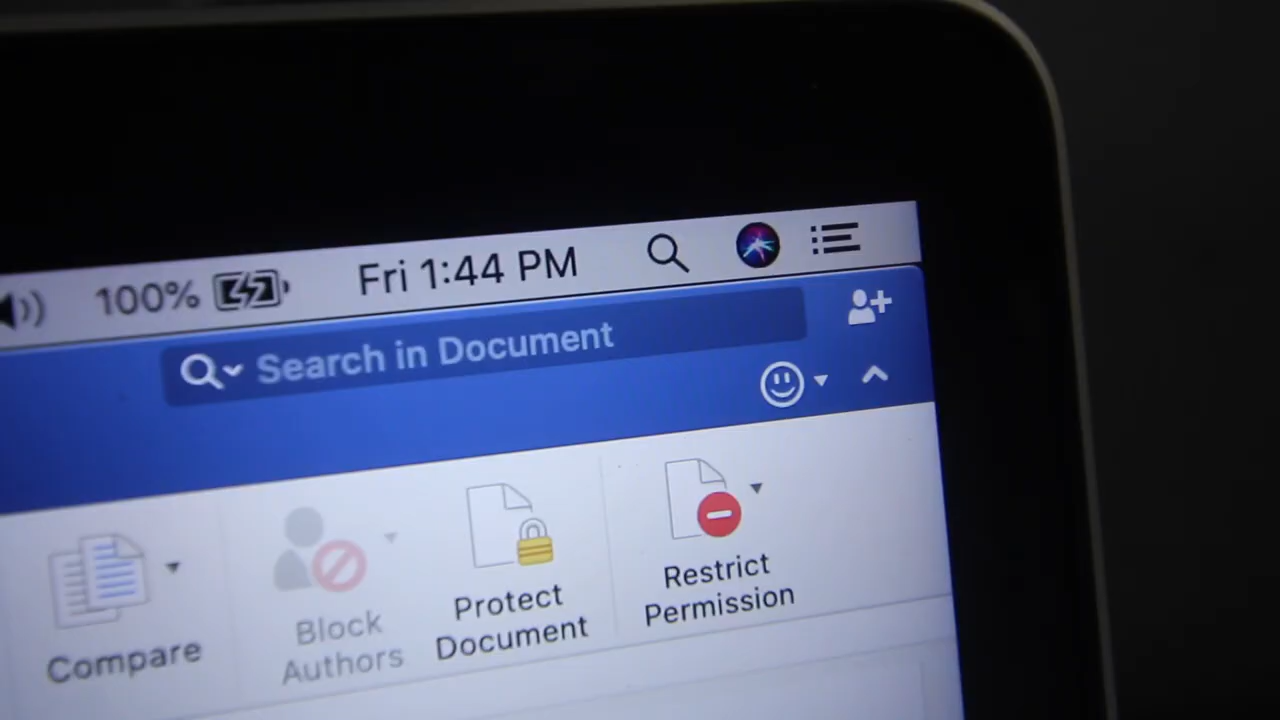 100% Fri 1:44 PM
Search in Document
Compare
Block
Authors
Protect
Document
Restrict
Permission